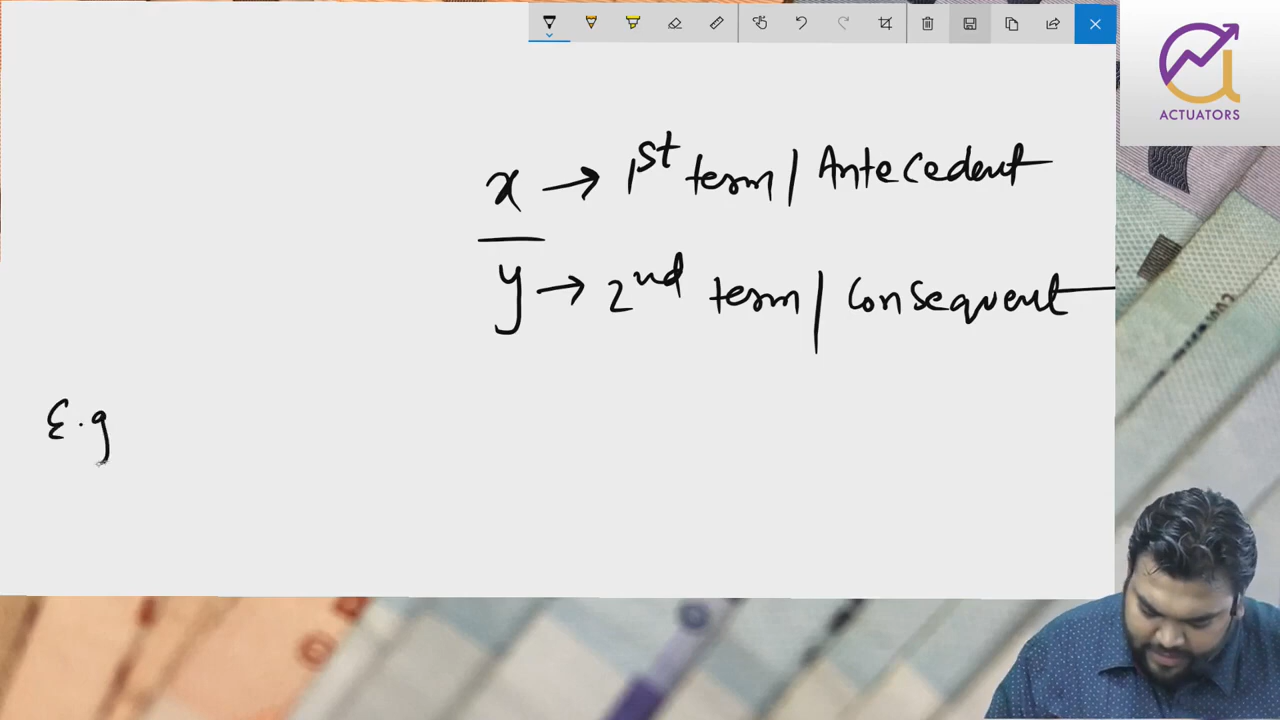 ACTUATORS
x → 1st term / Antecedent
y → 2nd term / Consequent
E.g